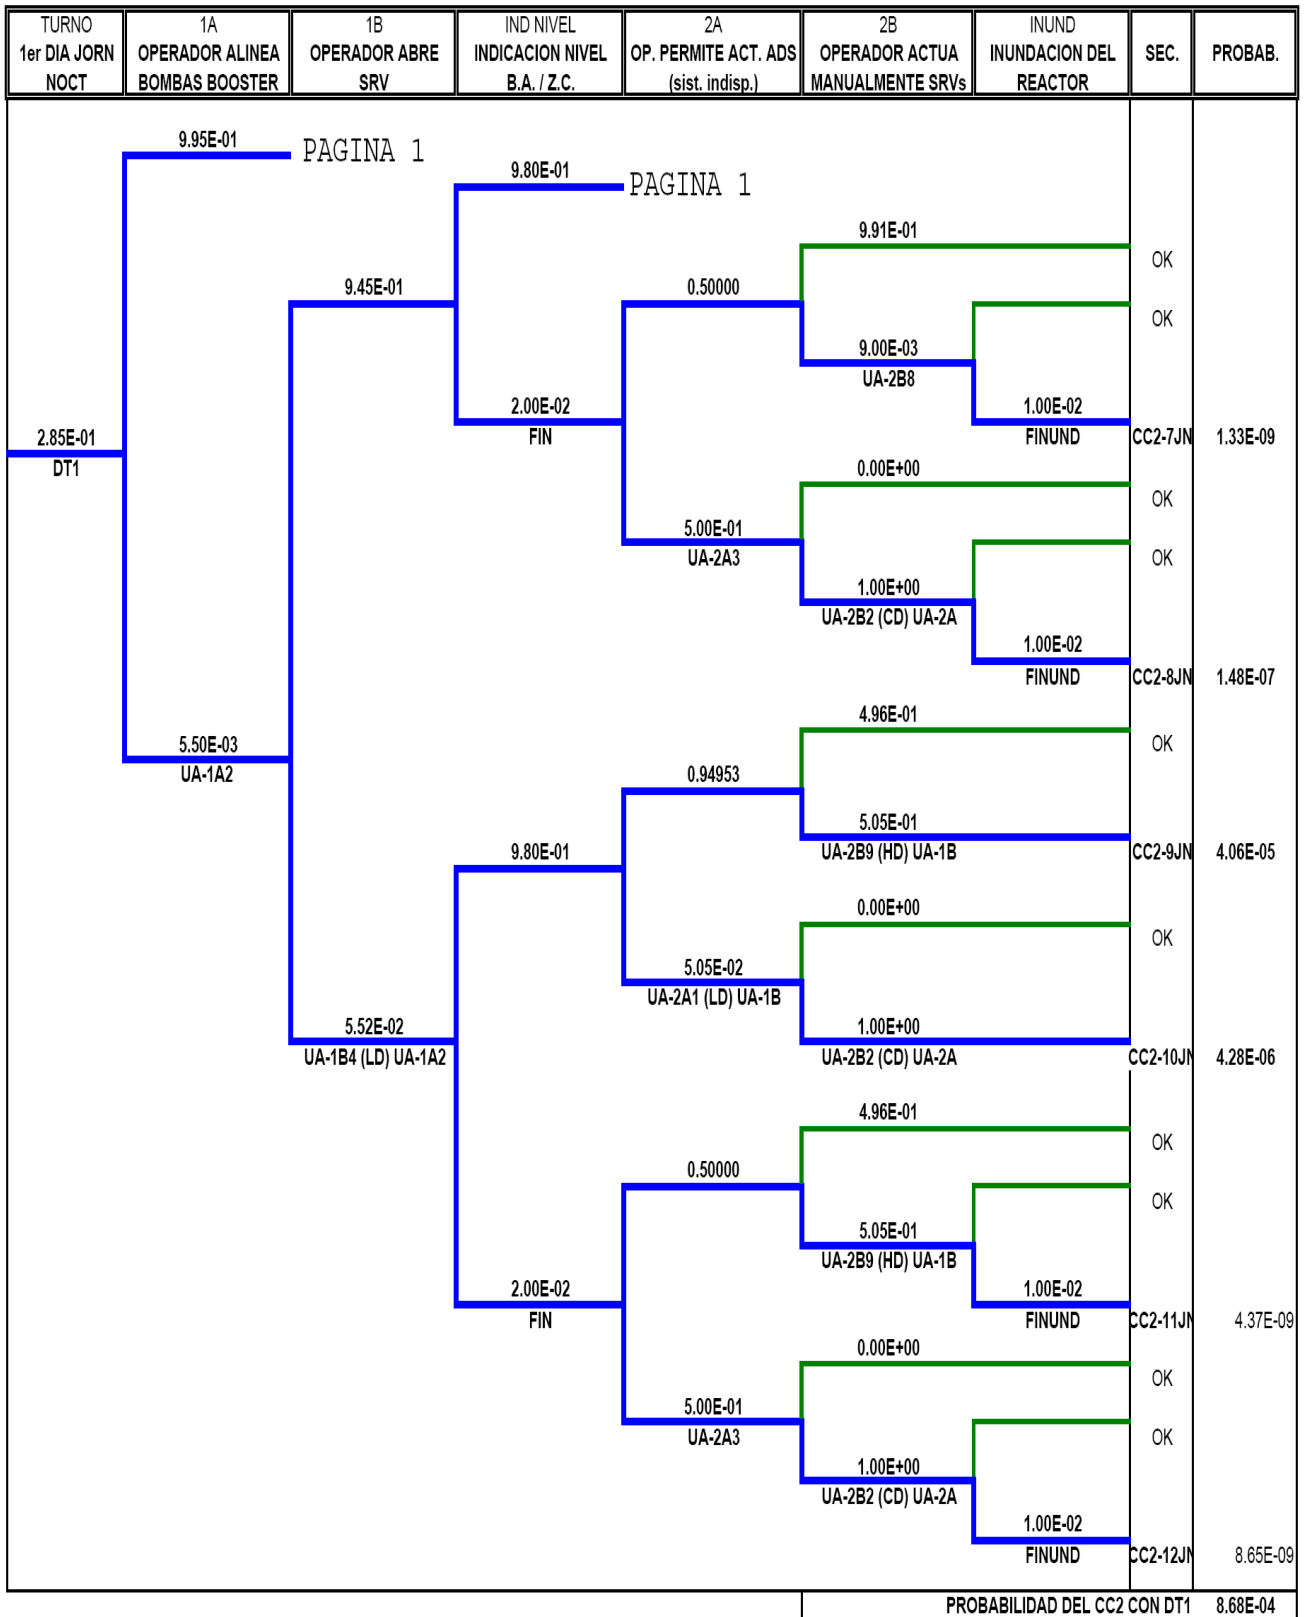 TURNO 1A 1B IND NIVEL 2A 2B INUND
1er DIA JORN OPERADOR ALINEA OPERADOR ABRE INDICACION NIVEL OP. PERMITE ACT. ADS OPERADOR ACTUA INUNDACION DEL SEC. PROBAB.
NOCT BOMBAS BOOSTER SRV B.A. / Z.C. (sist. indisp.) MANUALMENTE SRVs REACTOR
9.95E-01
PAGINA 1
9.80E-01
PAGINA 1
9.91E-01
OK
9.45E-01 0.50000
OK
9.00E-03
UA-2B8
2.00E-02 1.00E-02
FIN FINUND CC2-7JN 1.33E-09
2.85E-01
DT1
0.00E+00
OK
5.00E-01
UA-2A3
OK
1.00E+00
UA-2B2 (CD) UA-2A
1.00E-02
FINUND CC2-8JN 1.48E-07
4.96E-01
OK
5.50E-03
UA-1A2
0.94953
5.05E-01
UA-2B9 (HD) UA-1B
9.80E-01
CC2-9JN 4.06E-05
0.00E+00
OK
5.05E-02
UA-2A1 (LD) UA-1B
5.52E-02 1.00E+00
UA-1B4 (LD) UA-1A2 UA-2B2 (CD) UA-2A CC2-10JN 4.28E-06
4.96E-01
OK
0.50000
OK
5.05E-01
UA-2B9 (HD) UA-1B
2.00E-02 1.00E-02
FIN FINUND CC2-11JN 4.37E-09
0.00E+00
OK
5.00E-01
UA-2A3
OK
1.00E+00
UA-2B2 (CD) UA-2A
1.00E-02
FINUND CC2-12JN 8.65E-09
PROBABILIDAD DEL CC2 CON DT1 8.68E-04